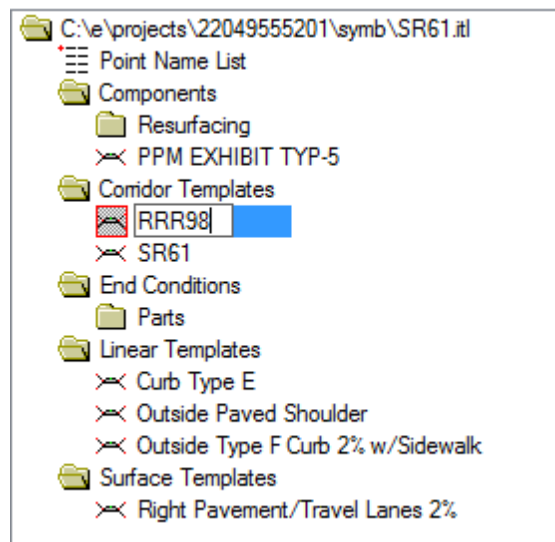 C:\e\projects\22049555201\symb\SR61.itl
Point Name List
Components
Resurfacing
PPM EXHIBIT TYP-5
Corridor Templates
RRR98
SR61
End Conditions
Parts
Linear Templates
Curb Type E
Outside Paved Shoulder
Outside Type F Curb 2% w/Sidewalk
Surface Templates
Right Pavement/Travel Lanes 2%